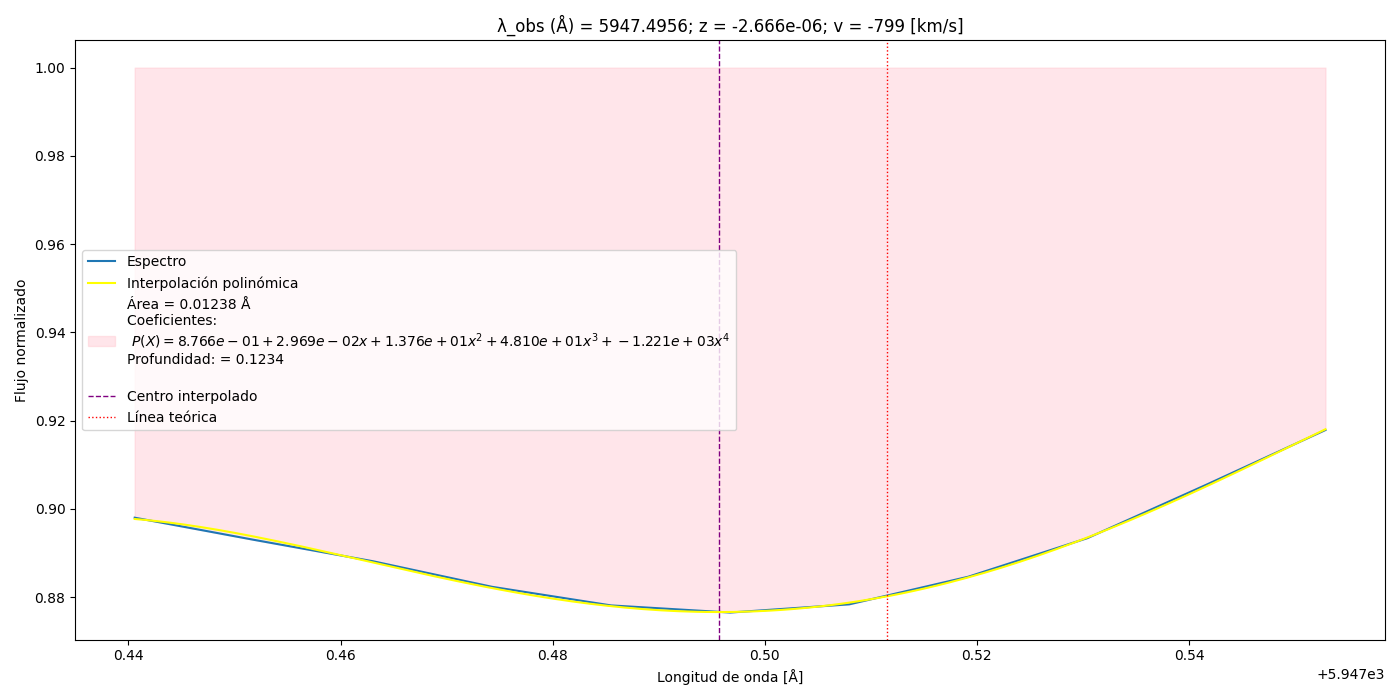 λ_obs (Å) = 5947.4956; z = -2.666e-06; v = -799 [km/s]
Flujo normalizado
1.00
0.98
0.96
0.94
0.92
0.90
0.88
Espectro
Interpolación polinómica
Área = 0.01238 Å
Coeficientes:
P(X) = 8.766e − 01 + 2.969e − 02x + 1.376e + 01x² + 4.810e + 01x³ + −1.221e + 03x⁴
Profundidad: = 0.1234
Centro interpolado
Línea teórica
0.44 0.46 0.48 0.50 0.52 0.54
+5.947e3
Longitud de onda [Å]